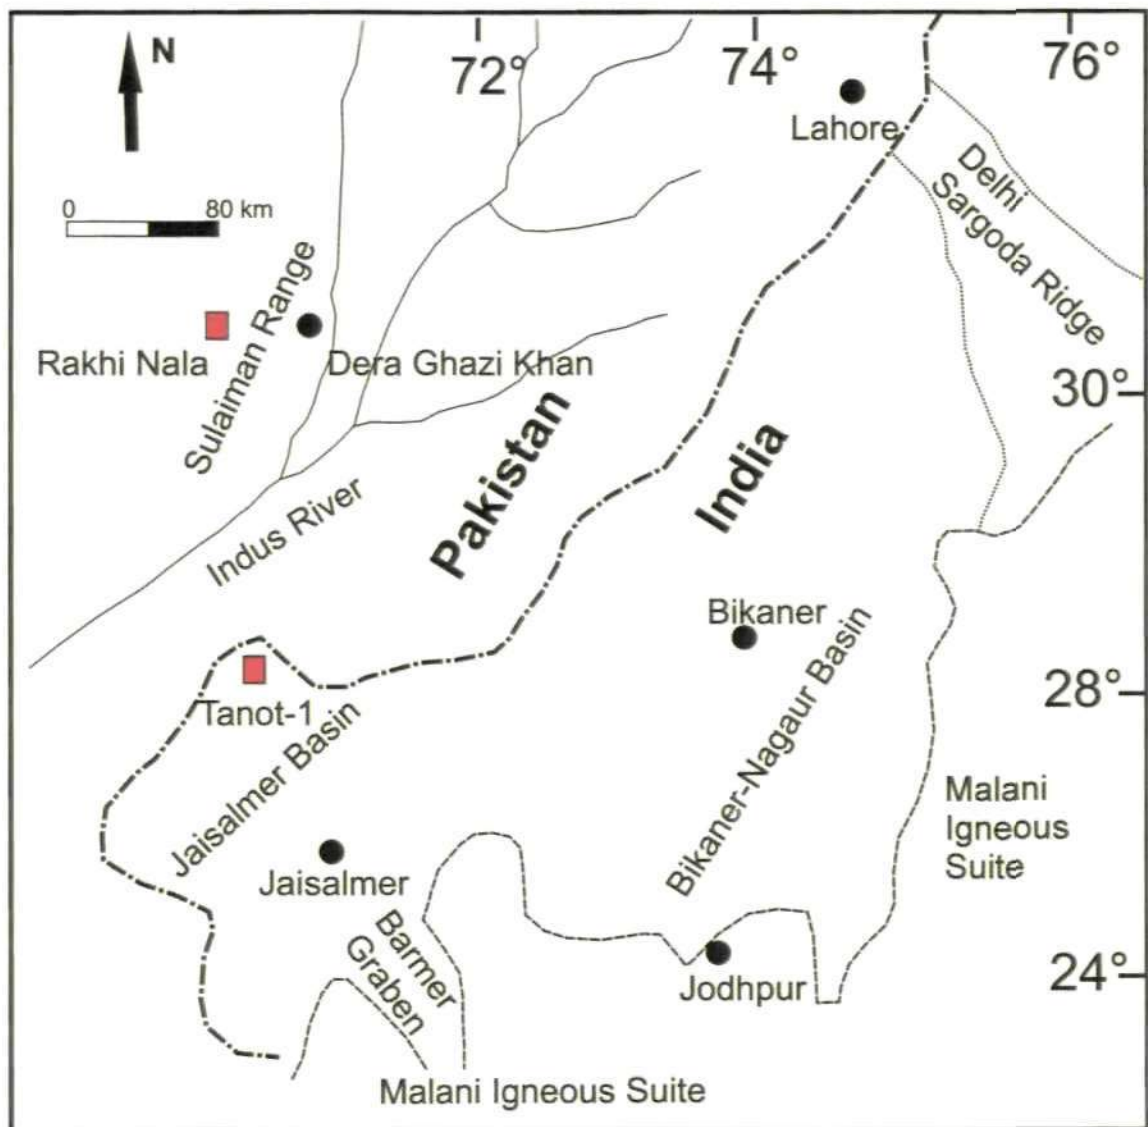 N
72°
74°
76°
Lahore
0 80 km
Delhi
Sargoda Ridge
Rakhi Nala
Sulaiman Range
Dera Ghazi Khan
30°
Pakistan
India
Indus River
Bikaner
28°
Tanot-1
Jaisalmer Basin
Bikaner-Nagaur Basin
Malani
Igneous
Suite
Jaisalmer
Barmer
Graben
24°
Jodhpur
Malani Igneous Suite